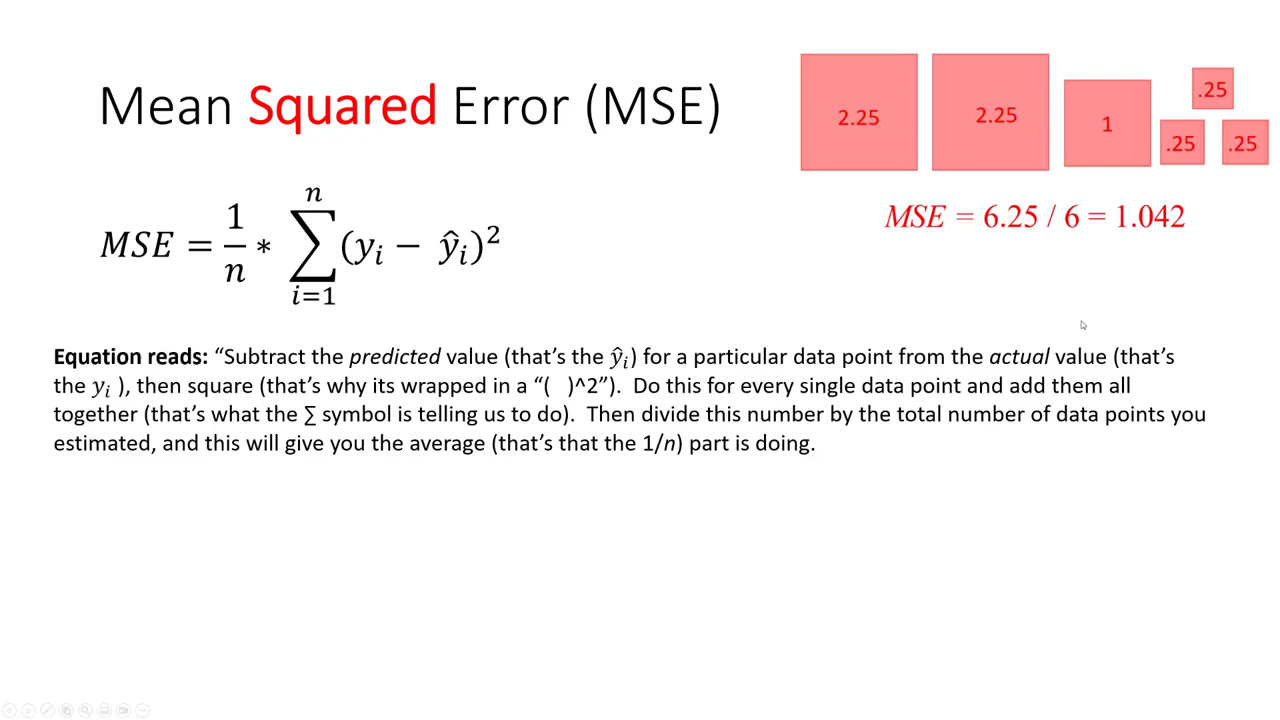 Mean Squared Error (MSE)
2.25
2.25
1
.25
.25
.25
MSE = 6.25 / 6 = 1.042
MSE = 1/n * ∑_{i=1}^{n} (y_i − ŷ_i)^2
Equation reads: “Subtract the predicted value (that’s the ŷ_i) for a particular data point from the actual value (that’s
the y_i ), then square (that’s why its wrapped in a “(  )^2”).  Do this for every single data point and add them all
together (that’s what the ∑ symbol is telling us to do).  Then divide this number by the total number of data points you
estimated, and this will give you the average (that’s that the 1/n) part is doing.